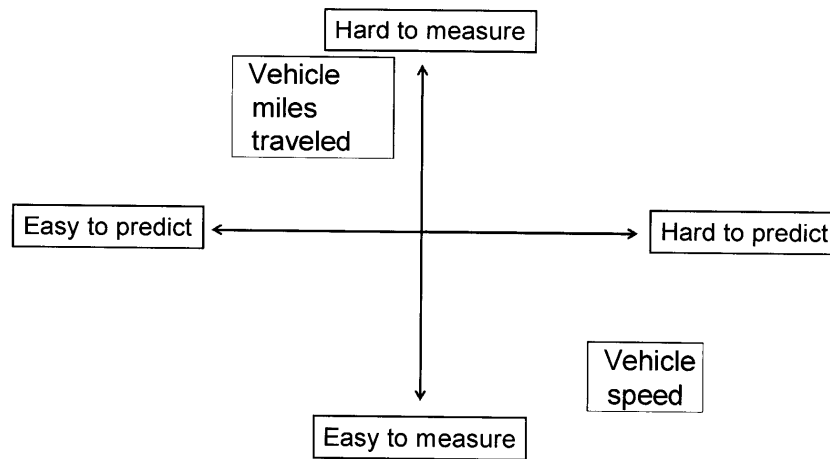 Hard to measure
Vehicle
miles
traveled
Easy to predict
Hard to predict
Vehicle
speed
Easy to measure